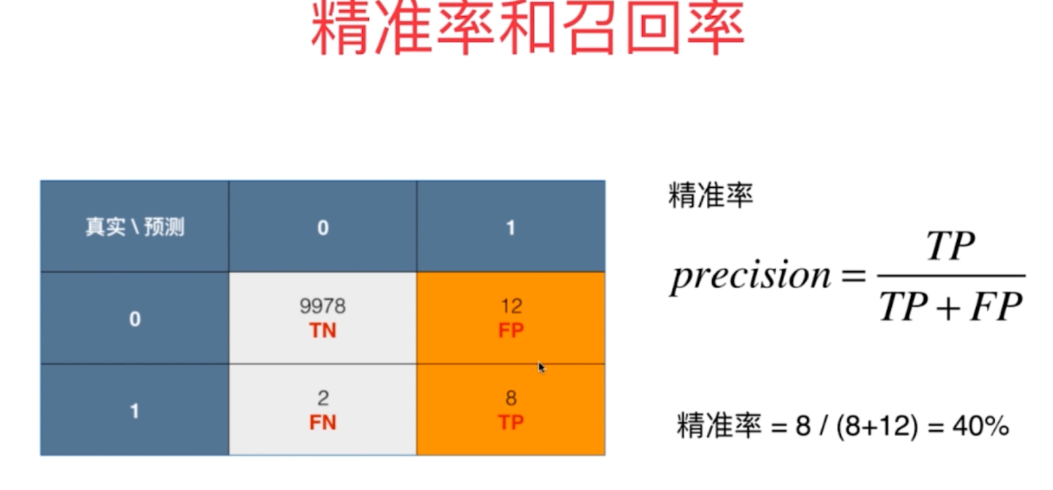 精准率和召回率
真实 \ 预测 0 1
0 9978 TN 12 FP
1 2 FN 8 TP
精准率
precision = TP / TP + FP
精准率 = 8 / (8+12) = 40%